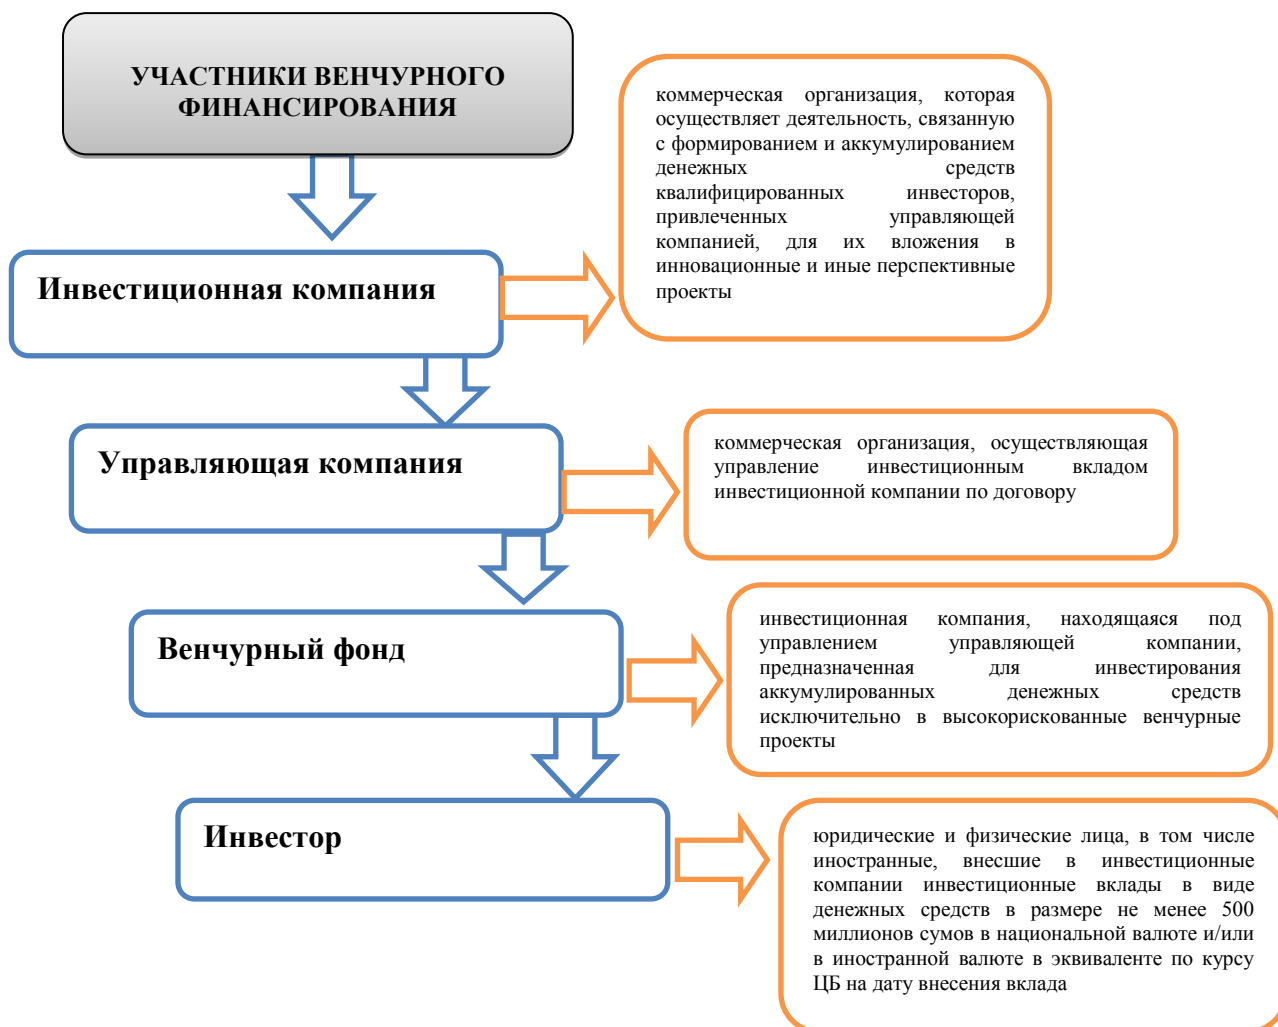 УЧАСТНИКИ ВЕНЧУРНОГО
ФИНАНСИРОВАНИЯ
Инвестиционная компания
коммерческая организация, которая
осуществляет деятельность, связанную
с формированием и аккумулированием
денежных средств
квалифицированных инвесторов,
привлеченных управляющей
компанией, для их вложения в
инновационные и иные перспективные
проекты
Управляющая компания
коммерческая организация, осуществляющая
управление инвестиционным вкладом
инвестиционной компании по договору
Венчурный фонд
инвестиционная компания, находящаяся под
управлением управляющей компании,
предназначенная для инвестирования
аккумулированных денежных средств
исключительно в высокорискованные венчурные
проекты
Инвестор
юридические и физические лица, в том числе
иностранные, внесшие в инвестиционные
компании инвестиционные вклады в виде
денежных средств в размере не менее 500
миллионов сумов в национальной валюте и/или
в иностранной валюте в эквиваленте по курсу
ЦБ на дату внесения вклада